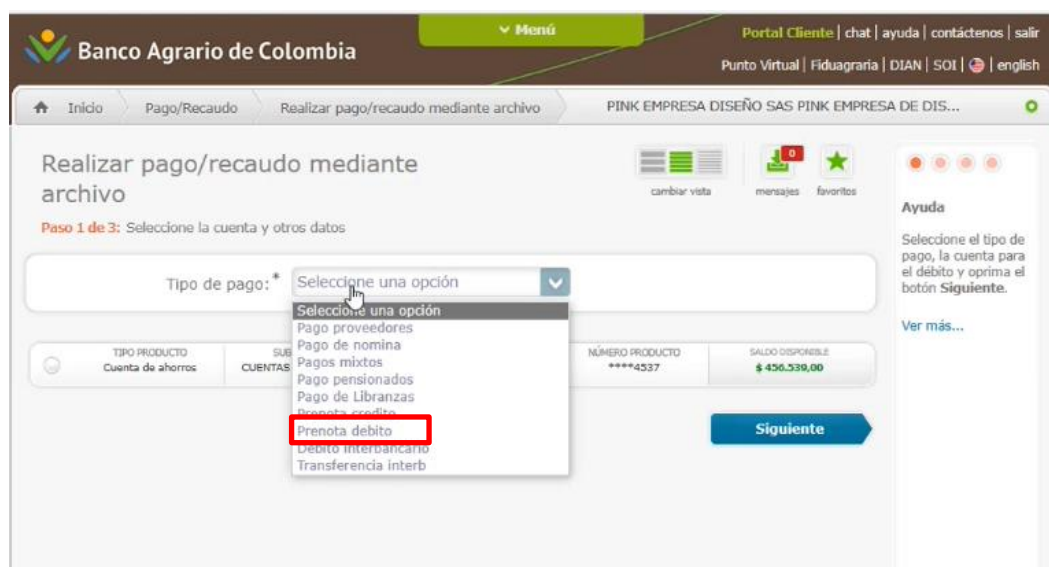 Banco Agrario de Colombia
Menú
Portal Cliente | chat | ayuda | contáctenos | salir
Punto Virtual | Fiduagraria | DIAN | SOI | english
Inicio Pago/Recaudo Realizar pago/recaudo mediante archivo PINK EMPRESA DISEÑO SAS PINK EMPRESA DE DIS...
Realizar pago/recaudo mediante
archivo
Paso 1 de 3: Seleccione la cuenta y otros datos
cambiar vista
0
mensajes
favoritos
Tipo de pago:* Seleccione una opción
Seleccione una opción
Pago proveedores
Pago de nomina
Pagos mixtos
Pago pensionados
Pago de Libranzas
Prenota credito
Prenota debito
Debito interbancario
Transferencia interb
TIPO PRODUCTO
Cuenta de ahorros
SUB
CUENTAS
NÚMERO PRODUCTO
****4537
SALDO DISPONIBLE
$ 456.539,00
Siguiente
Ayuda
Seleccione el tipo de
pago, la cuenta para
el débito y oprima el
botón Siguiente.
Ver más...